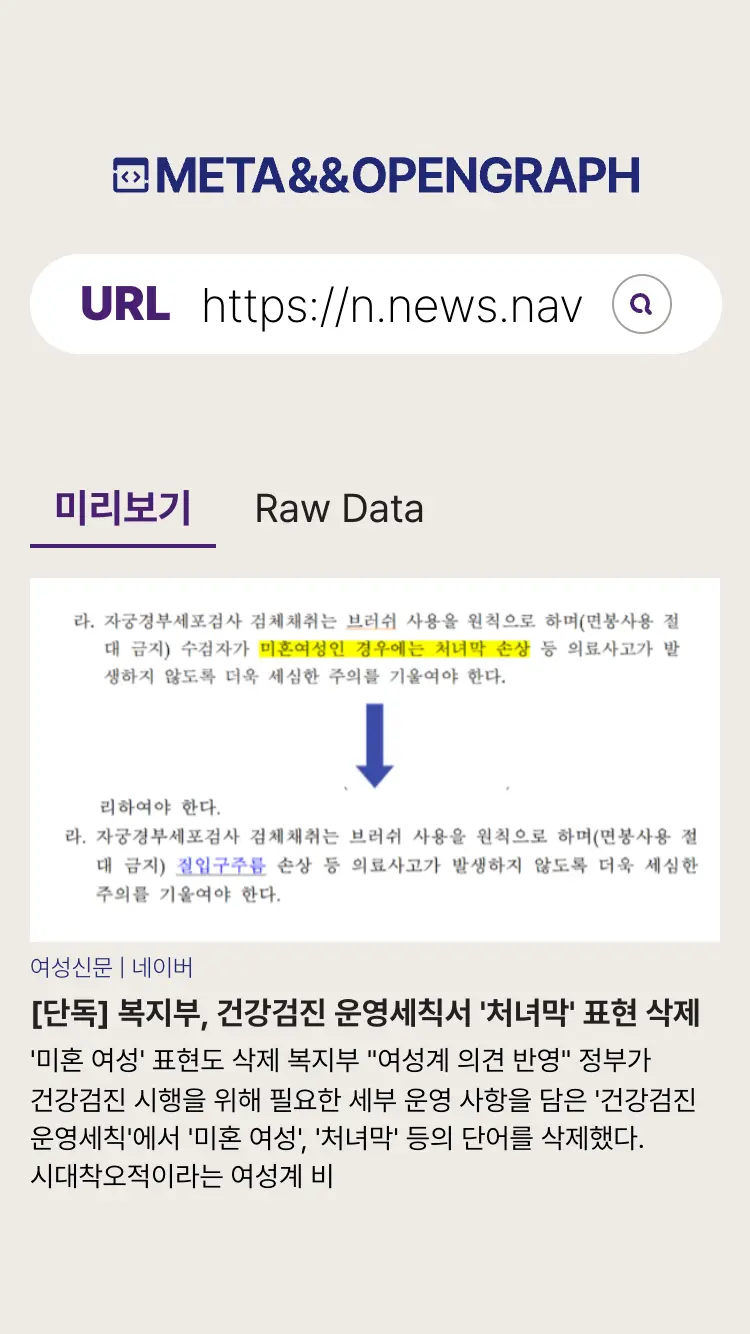 META&&OPENGRAPH
URL https://n.news.nav
미리보기 Raw Data
라. 자궁경부세포검사 검체채취는 브러쉬 사용을 원칙으로 하며(면봉사용 절
대 금지) 수검자가 미혼여성인 경우에는 처녀막 손상 등 의료사고가 발
생하지 않도록 더욱 세심한 주의를 기울여야 한다.
리하여야 한다.
라. 자궁경부세포검사 검체채취는 브러쉬 사용을 원칙으로 하며(면봉사용 절
대 금지) 질입구주름 손상 등 의료사고가 발생하지 않도록 더욱 세심한
주의를 기울여야 한다.
여성신문 | 네이버
[단독] 복지부, 건강검진 운영세칙서 '처녀막' 표현 삭제
'미혼 여성' 표현도 삭제 복지부 "여성계 의견 반영" 정부가
건강검진 시행을 위해 필요한 세부 운영 사항을 담은 '건강검진
운영세칙'에서 '미혼 여성', '처녀막' 등의 단어를 삭제했다.
시대착오적이라는 여성계 비